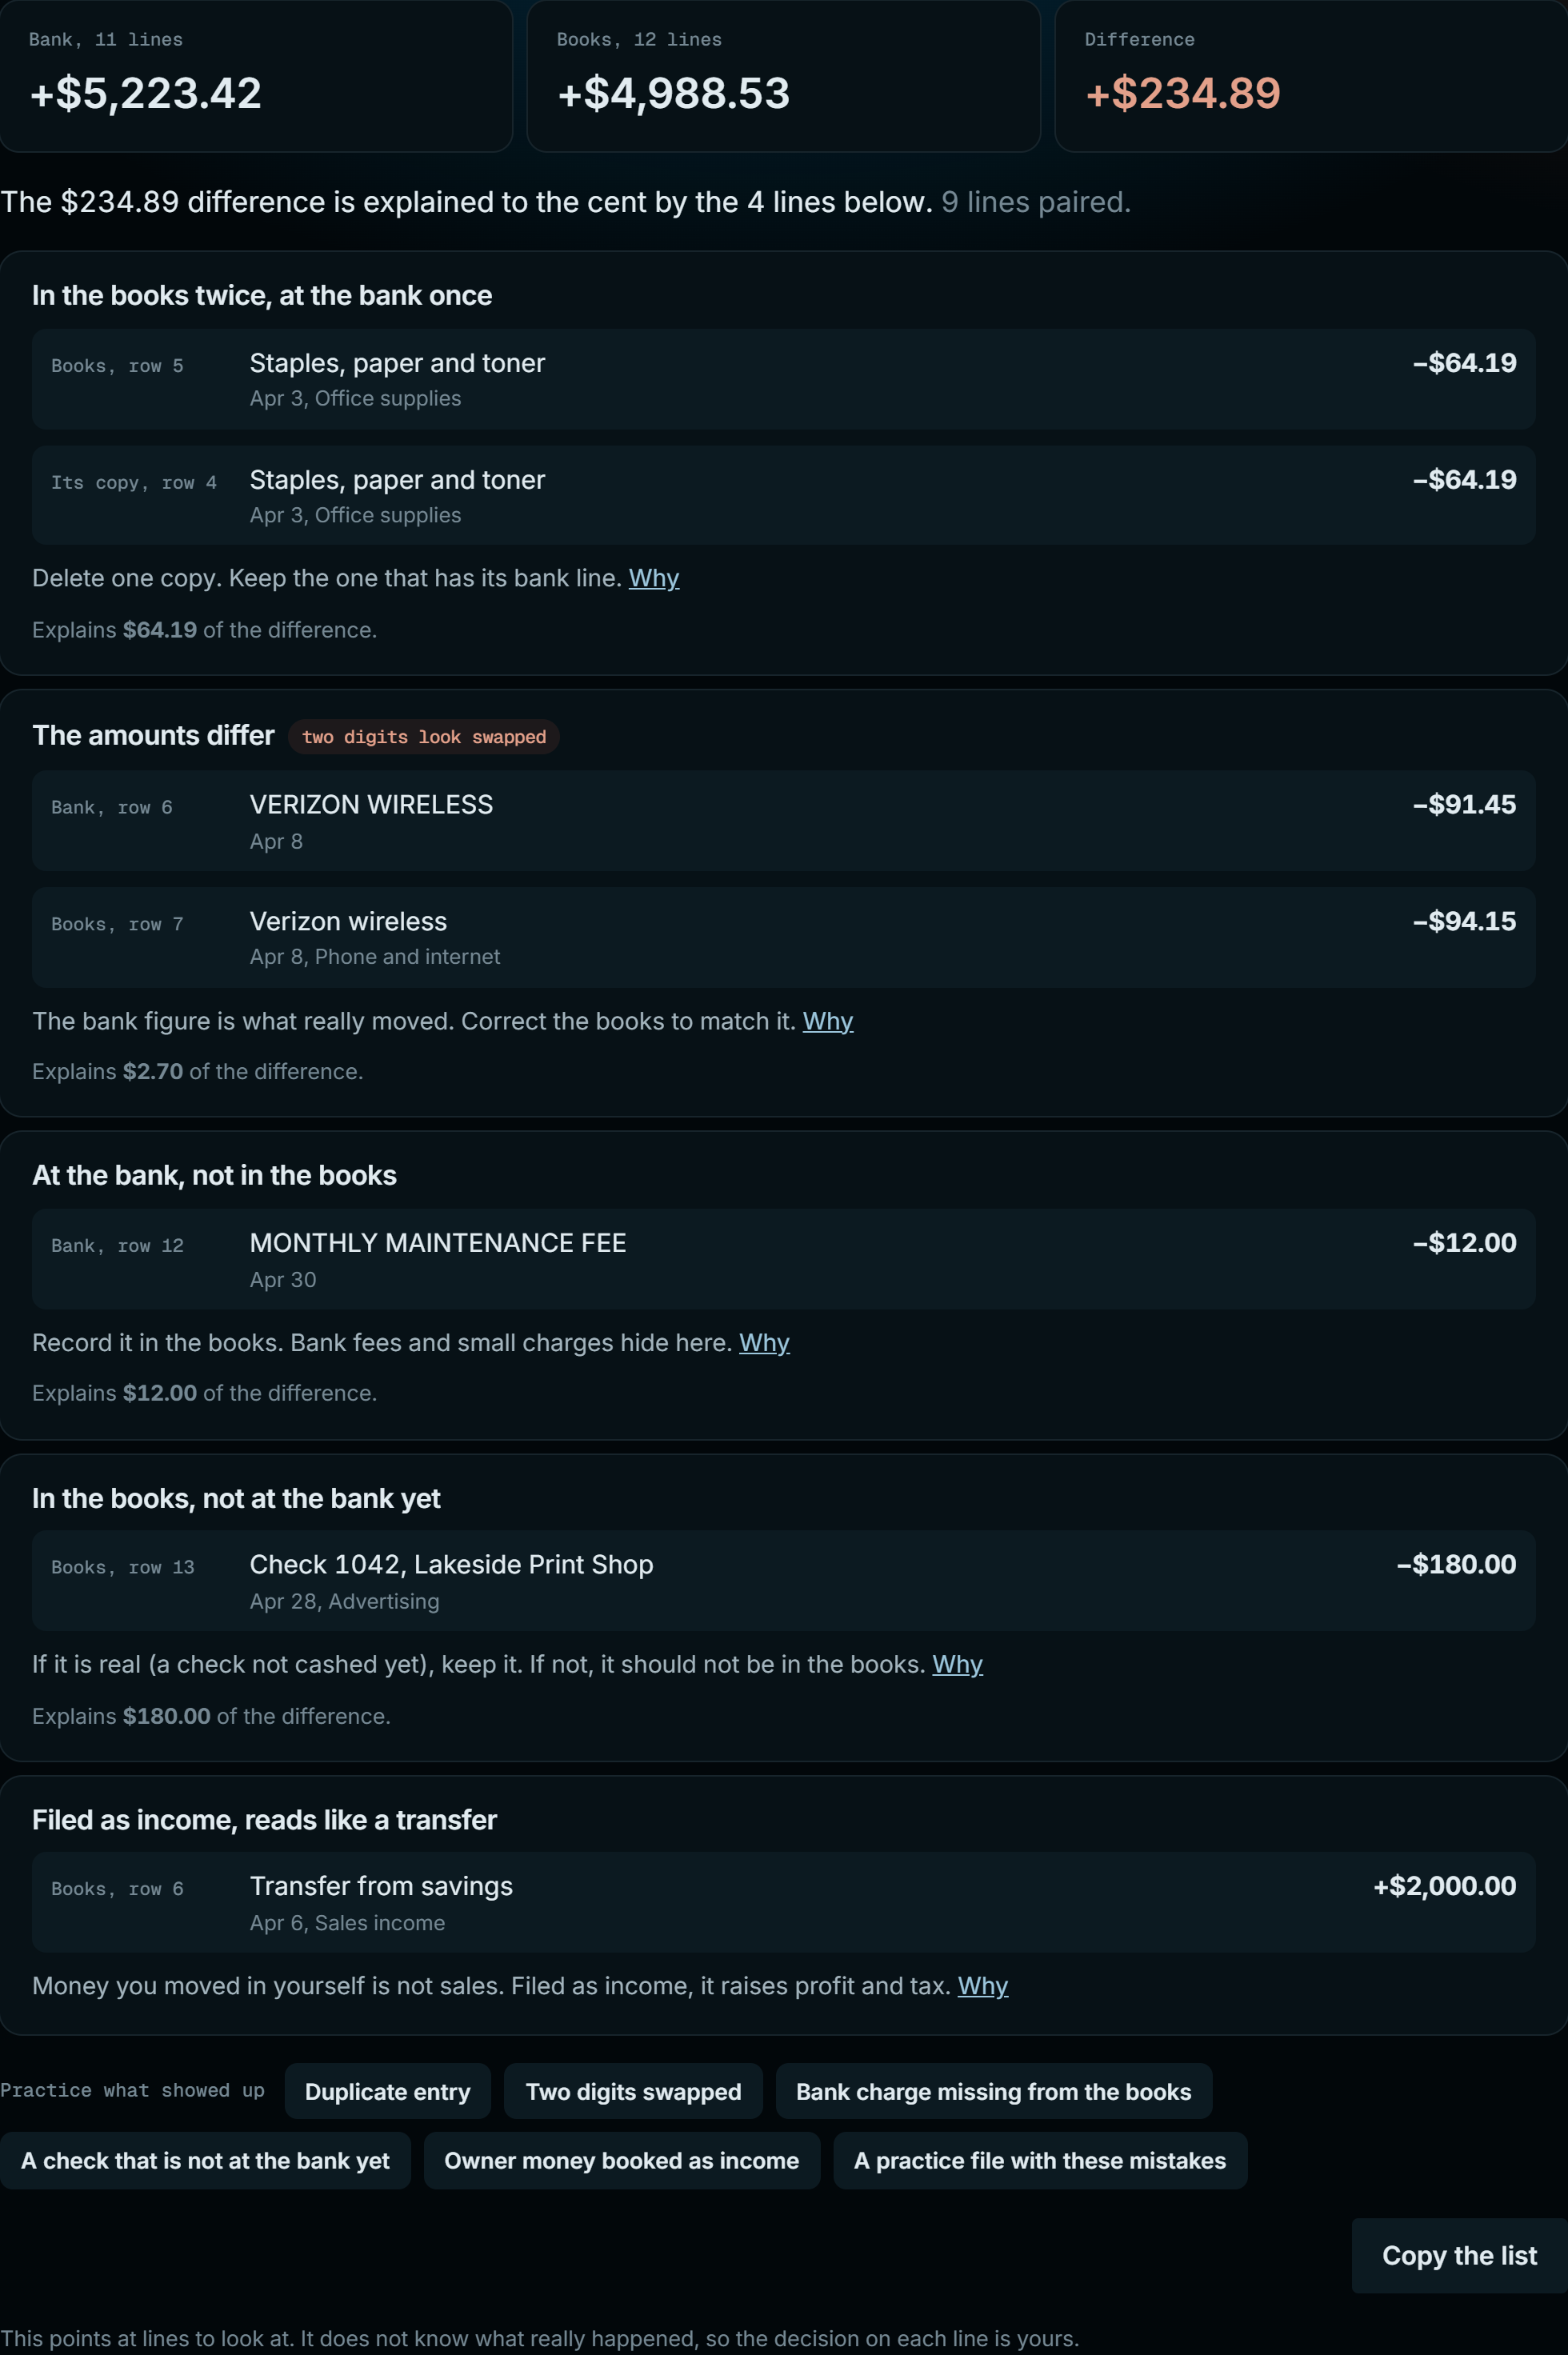 Bank, 11 lines
+$5,223.42
Books, 12 lines
+$4,988.53
Difference
+$234.89
The $234.89 difference is explained to the cent by the 4 lines below. 9 lines paired.
In the books twice, at the bank once
Books, row 5
Staples, paper and toner
−$64.19
Apr 3, Office supplies
Its copy, row 4
Staples, paper and toner
−$64.19
Apr 3, Office supplies
Delete one copy. Keep the one that has its bank line. Why
Explains $64.19 of the difference.
The amounts differ two digits look swapped
Bank, row 6
VERIZON WIRELESS
−$91.45
Apr 8
Books, row 7
Verizon wireless
−$94.15
Apr 8, Phone and internet
The bank figure is what really moved. Correct the books to match it. Why
Explains $2.70 of the difference.
At the bank, not in the books
Bank, row 12
MONTHLY MAINTENANCE FEE
−$12.00
Apr 30
Record it in the books. Bank fees and small charges hide here. Why
Explains $12.00 of the difference.
In the books, not at the bank yet
Books, row 13
Check 1042, Lakeside Print Shop
−$180.00
Apr 28, Advertising
If it is real (a check not cashed yet), keep it. If not, it should not be in the books. Why
Explains $180.00 of the difference.
Filed as income, reads like a transfer
Books, row 6
Transfer from savings
+$2,000.00
Apr 6, Sales income
Money you moved in yourself is not sales. Filed as income, it raises profit and tax. Why
Practice what showed up
Duplicate entry
Two digits swapped
Bank charge missing from the books
A check that is not at the bank yet
Owner money booked as income
A practice file with these mistakes
Copy the list
This points at lines to look at. It does not know what really happened, so the decision on each line is yours.